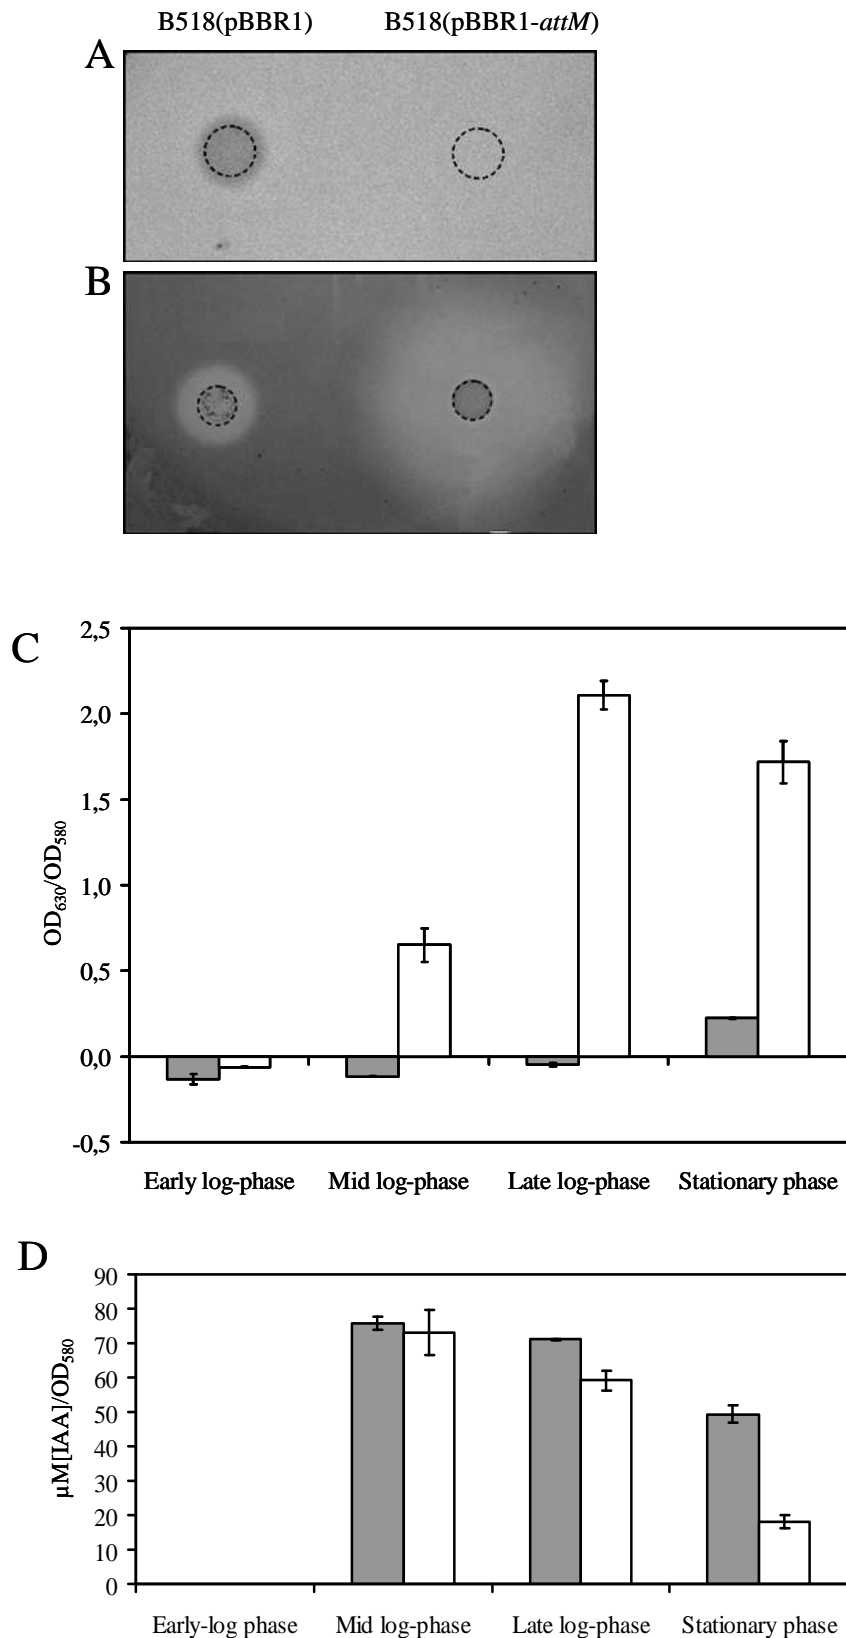 B518(pBBR1) B518(pBBR1-attM)
A
B
C
OD630/OD580
2,5
2,0
1,5
1,0
0,5
0,0
-0,5
Early log-phase Mid log-phase Late log-phase Stationary phase
D
µM[IAA]/OD580
90
80
70
60
50
40
30
20
10
0
Early-log phase Mid log-phase Late log-phase Stationary phase